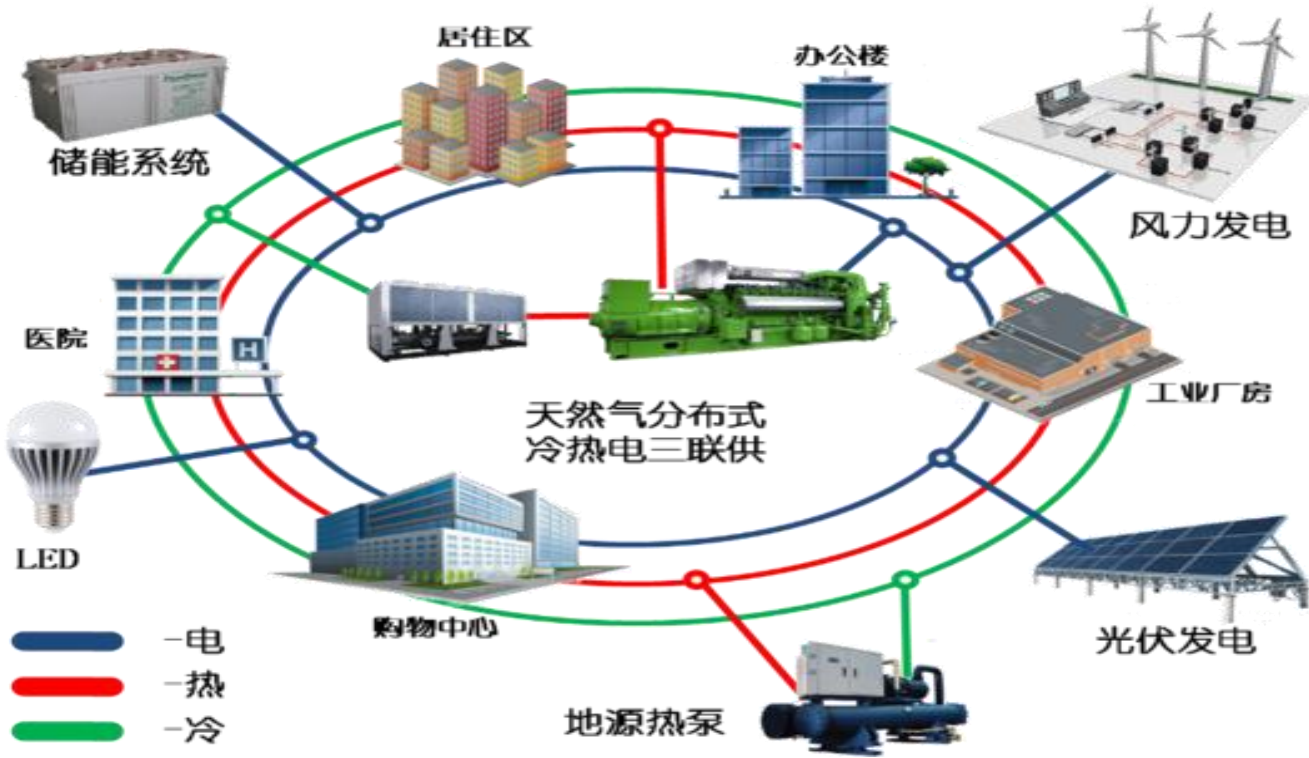 居住区
办公楼
储能系统
风力发电
医院
H
工业厂房
天然气分布式
冷热电三联供
LED
购物中心
光伏发电
地源热泵
-电
-热
-冷